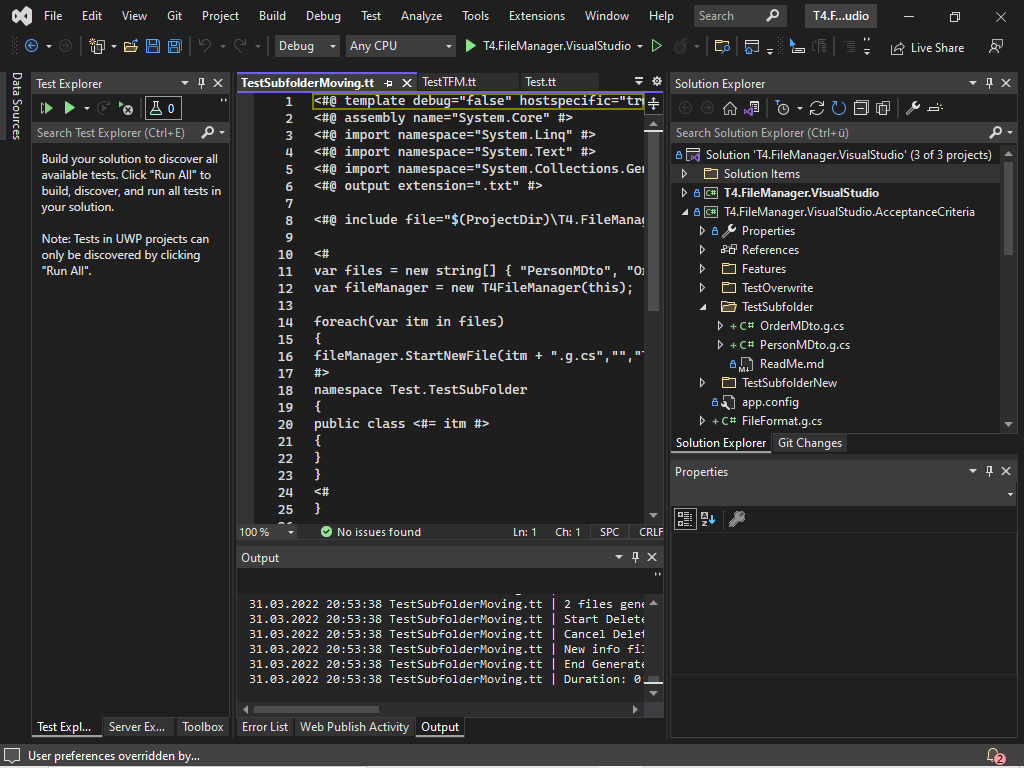 File Edit View Git Project Build Debug Test Analyze Tools Extensions Window Help Search T4.F...udio
Debug Any CPU T4.FileManager.VisualStudio Live Share
Data Sources
Test Explorer
0
Search Test Explorer (Ctrl+E)
Build your solution to discover all
available tests. Click "Run All" to
build, discover, and run all tests in
your solution.
Note: Tests in UWP projects can
only be discovered by clicking
"Run All".
Test Expl... Server Ex... Toolbox
TestSubfolderMoving.tt TestTFM.tt Test.tt
1 <#@ template debug="false" hostspecific="tr
2 <#@ assembly name="System.Core" #>
3 <#@ import namespace="System.Linq" #>
4 <#@ import namespace="System.Text" #>
5 <#@ import namespace="System.Collections.Gen
6 <#@ output extension=".txt" #>
7
8 <#@ include file="$(ProjectDir)\T4.FileManag
9
10 <#
11 var files = new string[] { "PersonMDto", "Or
12 var fileManager = new T4FileManager(this);
13
14 foreach(var itm in files)
15 {
16 fileManager.StartNewFile(itm + ".g.cs","","T
17 #>
18 namespace Test.TestSubFolder
19 {
20 public class <#= itm #>
21 {
22 }
23 }
24 <#
25 }
100 % No issues found Ln: 1 Ch: 1 SPC CRLF
Output
31.03.2022 20:53:38 TestSubfolderMoving.tt | 2 files gene
31.03.2022 20:53:38 TestSubfolderMoving.tt | Start Delete
31.03.2022 20:53:38 TestSubfolderMoving.tt | Cancel Delet
31.03.2022 20:53:38 TestSubfolderMoving.tt | New info fil
31.03.2022 20:53:38 TestSubfolderMoving.tt | End Generate
31.03.2022 20:53:38 TestSubfolderMoving.tt | Duration: 0
Error List Web Publish Activity Output
Solution Explorer
Search Solution Explorer (Ctrl+ü)
Solution 'T4.FileManager.VisualStudio' (3 of 3 projects)
Solution Items
C# T4.FileManager.VisualStudio
C# T4.FileManager.VisualStudio.AcceptanceCriteria
Properties
References
Features
TestOverwrite
TestSubfolder
+ C# OrderMDto.g.cs
+ C# PersonMDto.g.cs
ReadMe.md
TestSubfolderNew
app.config
+ C# FileFormat.g.cs
Solution Explorer Git Changes
Properties
User preferences overridden by... 2